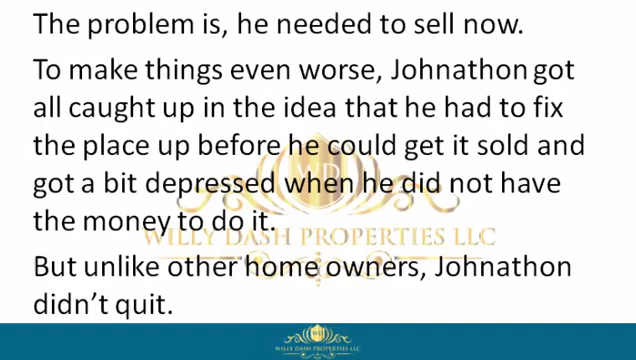 The problem is, he needed to sell now.
To make things even worse, Johnathon got
all caught up in the idea that he had to fix
the place up before he could get it sold and
got a bit depressed when he did not have
the money to do it.
WILLY DASH PROPERTIES LLC
But unlike other home owners, Johnathon
didn’t quit.
WILLY DASH PROPERTIES LLC